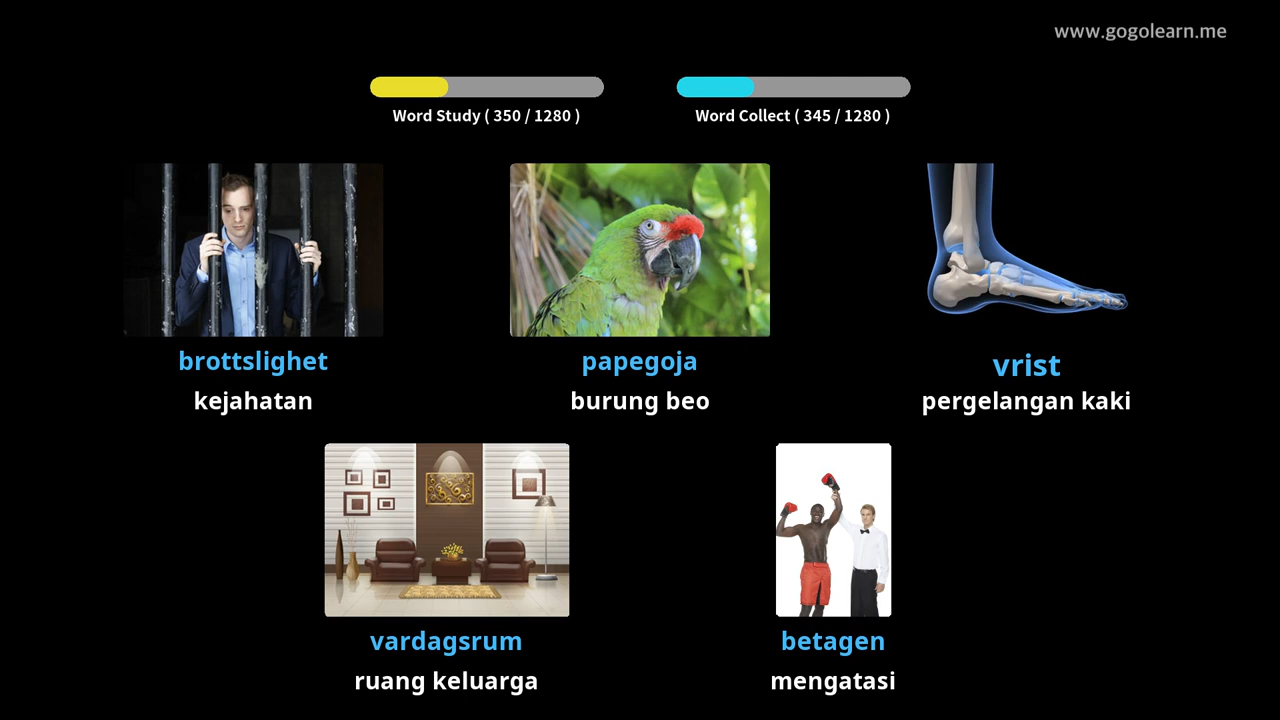 www.gogolearn.me
Word Study ( 350 / 1280 )
Word Collect ( 345 / 1280 )
brottslighet
kejahatan
papegoja
burung beo
vrist
pergelangan kaki
vardagsrum
ruang keluarga
betagen
mengatasi